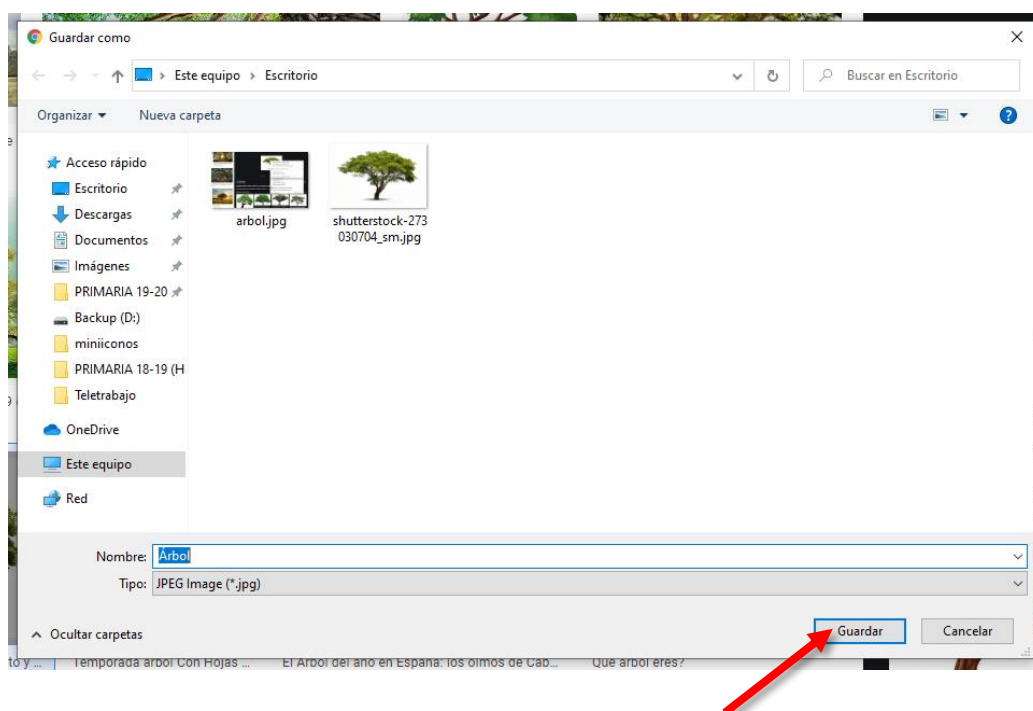 Guardar como
Este equipo > Escritorio
Buscar en Escritorio
Organizar
Nueva carpeta
Acceso rápido
Escritorio
Descargas
Documentos
Imágenes
PRIMARIA 19-20
Backup (D:)
miniiconos
PRIMARIA 18-19 (H
Teletrabajo
OneDrive
Este equipo
Red
arbol.jpg
shutterstock-273
030704_sm.jpg
Nombre: Árbol
Tipo: JPEG Image (*.jpg)
Ocultar carpetas
Guardar
Cancelar
to y ...
Temporada árbol Con Hojas ...
El Árbol del año en España: los olmos de Cab...
Qué árbol eres?